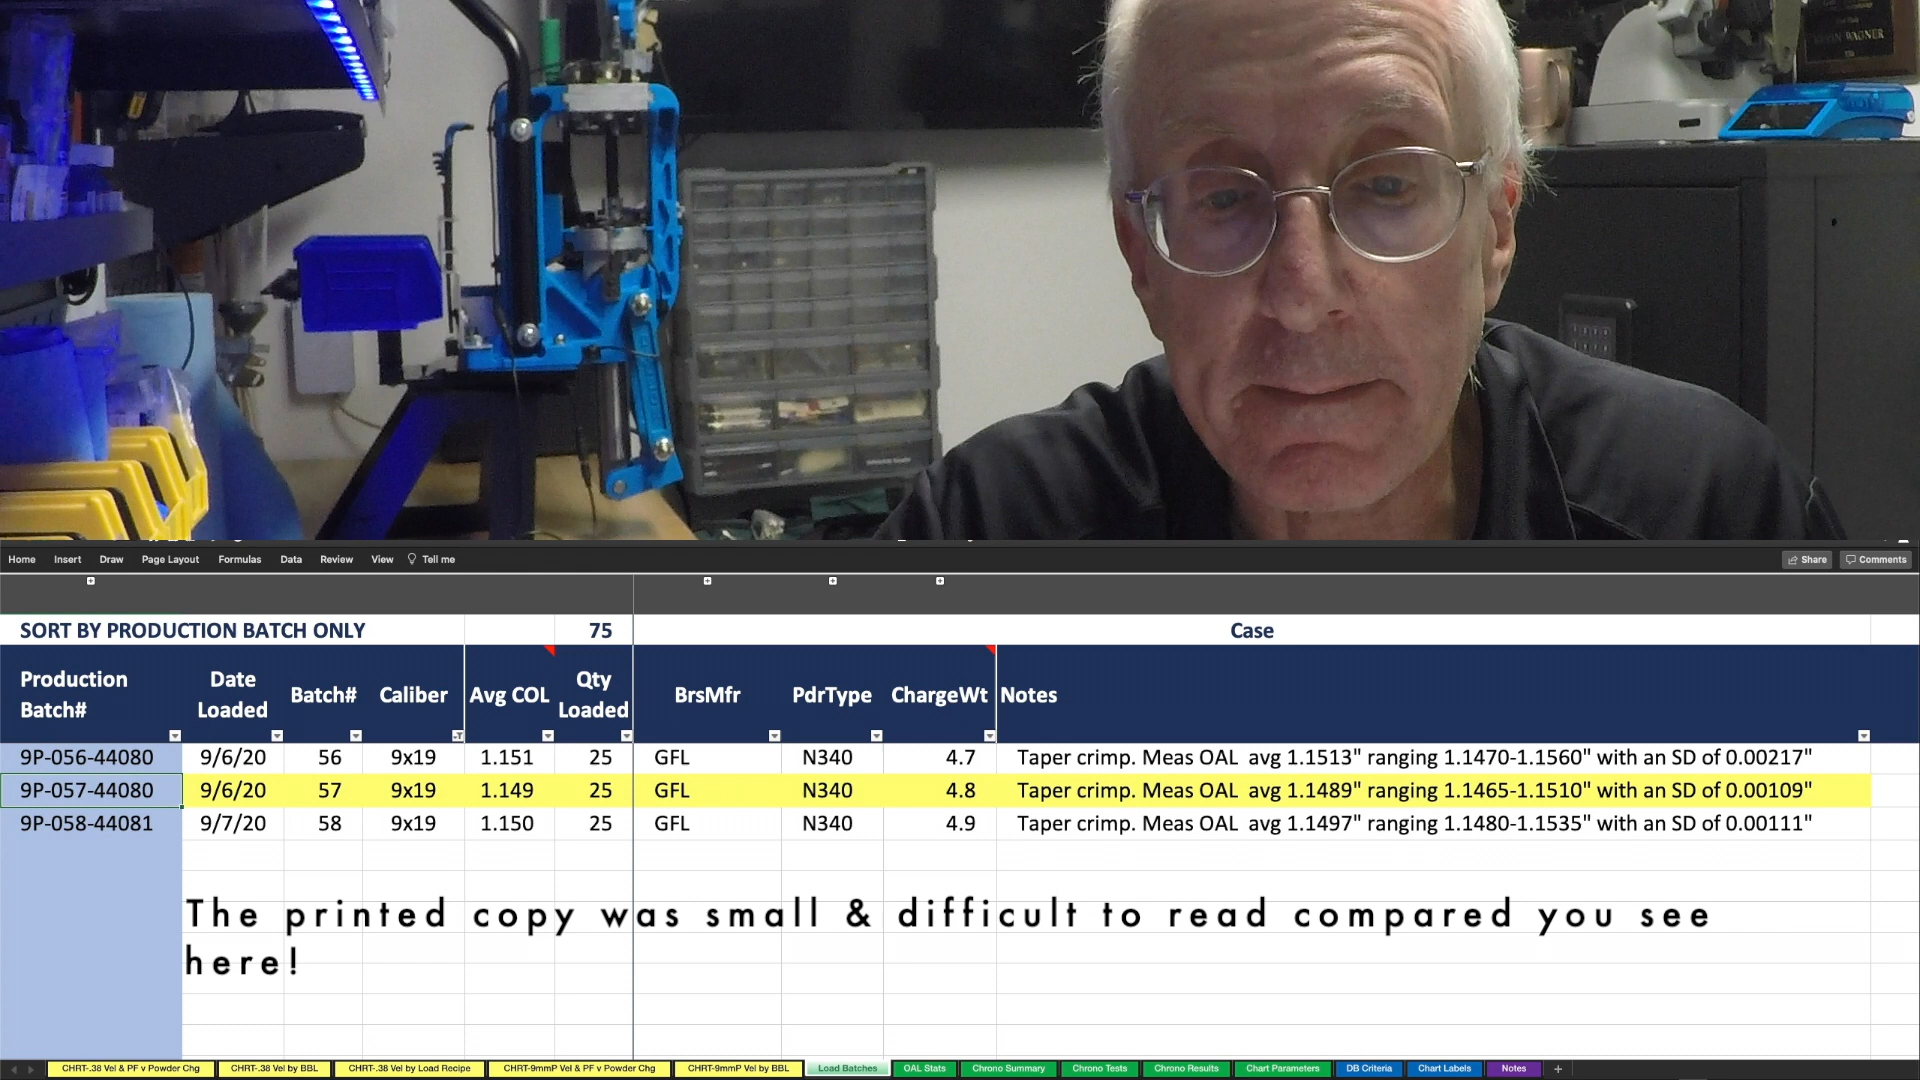 WAGNER
Home Insert Draw Page Layout Formulas Data Review View Tell me Share Comments
SORT BY PRODUCTION BATCH ONLY 75 Case
Production Batch# Date Loaded Batch# Caliber Avg COL Qty Loaded BrsMfr PdrType ChargeWt Notes
9P-056-44080 9/6/20 56 9x19 1.151 25 GFL N340 4.7 Taper crimp. Meas OAL avg 1.1513" ranging 1.1470-1.1560" with an SD of 0.00217"
9P-057-44080 9/6/20 57 9x19 1.149 25 GFL N340 4.8 Taper crimp. Meas OAL avg 1.1489" ranging 1.1465-1.1510" with an SD of 0.00109"
9P-058-44081 9/7/20 58 9x19 1.150 25 GFL N340 4.9 Taper crimp. Meas OAL avg 1.1497" ranging 1.1480-1.1535" with an SD of 0.00111"
The printed copy was small & difficult to read compared you see
here!
CHRT-.38 Vel & PF v Powder Chg CHRT-.38 Vel by BBL CHRT-.38 Vel by Load Recipe CHRT-9mmP Vel & PF v Powder Chg CHRT-9mmP Vel by BBL Load Batches OAL Stats Chrono Summary Chrono Tests Chrono Results Chart Parameters DB Criteria Chart Labels Notes +